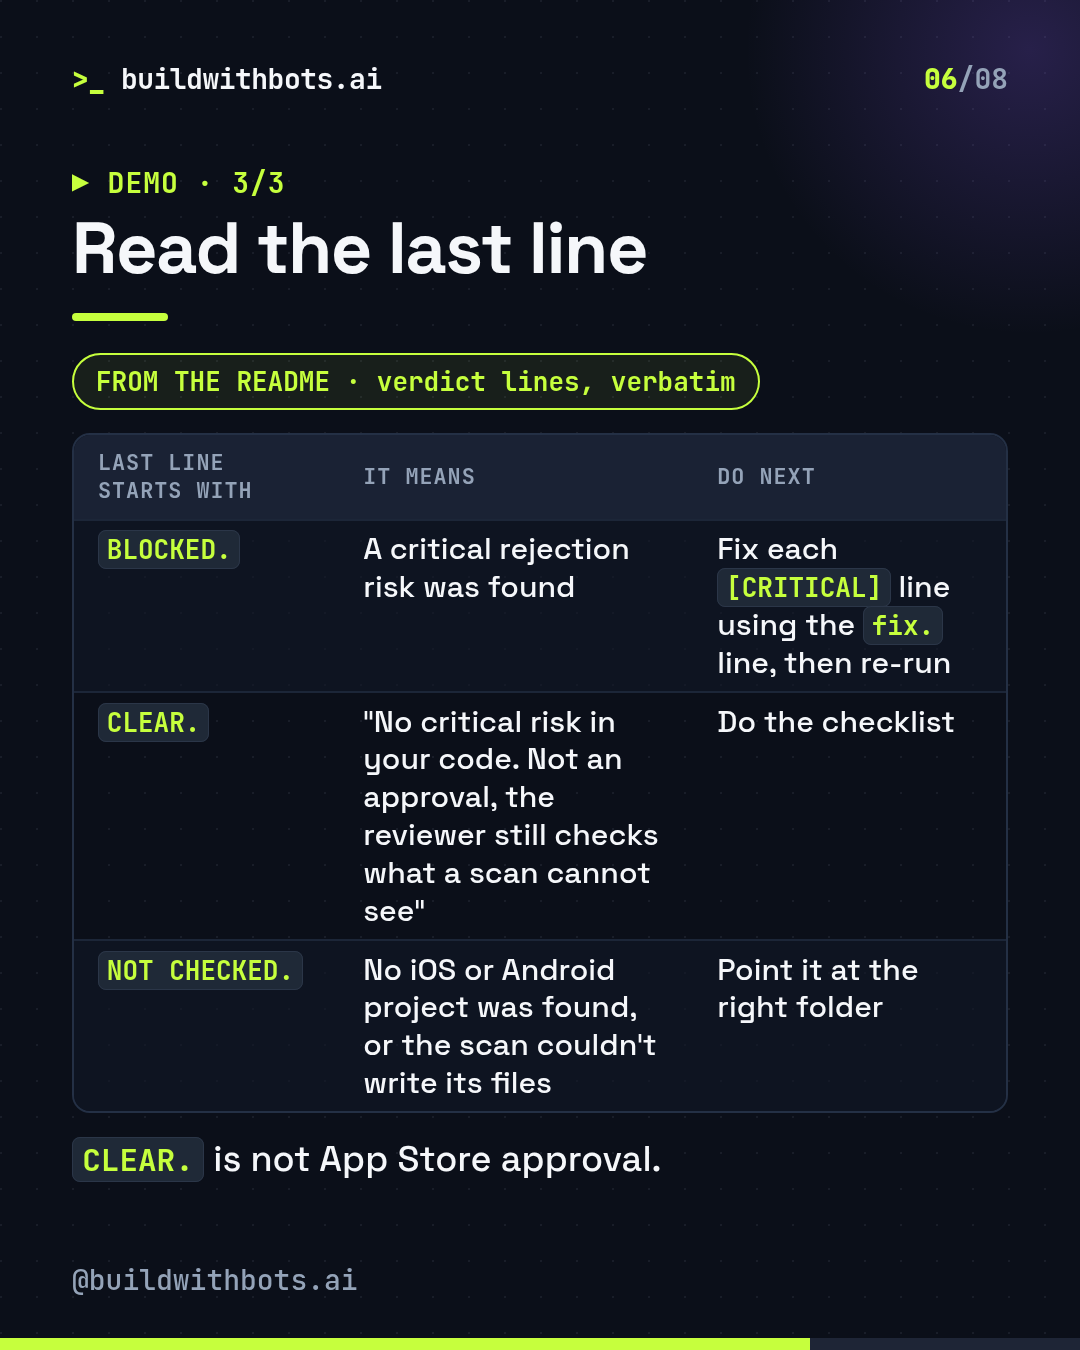 >_ buildwithbots.ai
06/08
▶ DEMO · 3/3
Read the last line
FROM THE README · verdict lines, verbatim
LAST LINE
STARTS WITH
IT MEANS
DO NEXT
BLOCKED.
A critical rejection
risk was found
Fix each
[CRITICAL] line
using the fix.
line, then re-run
CLEAR.
"No critical risk in
your code. Not an
approval, the
reviewer still checks
what a scan cannot
see"
Do the checklist
NOT CHECKED.
No iOS or Android
project was found,
or the scan couldn't
write its files
Point it at the
right folder
CLEAR. is not App Store approval.
@buildwithbots.ai